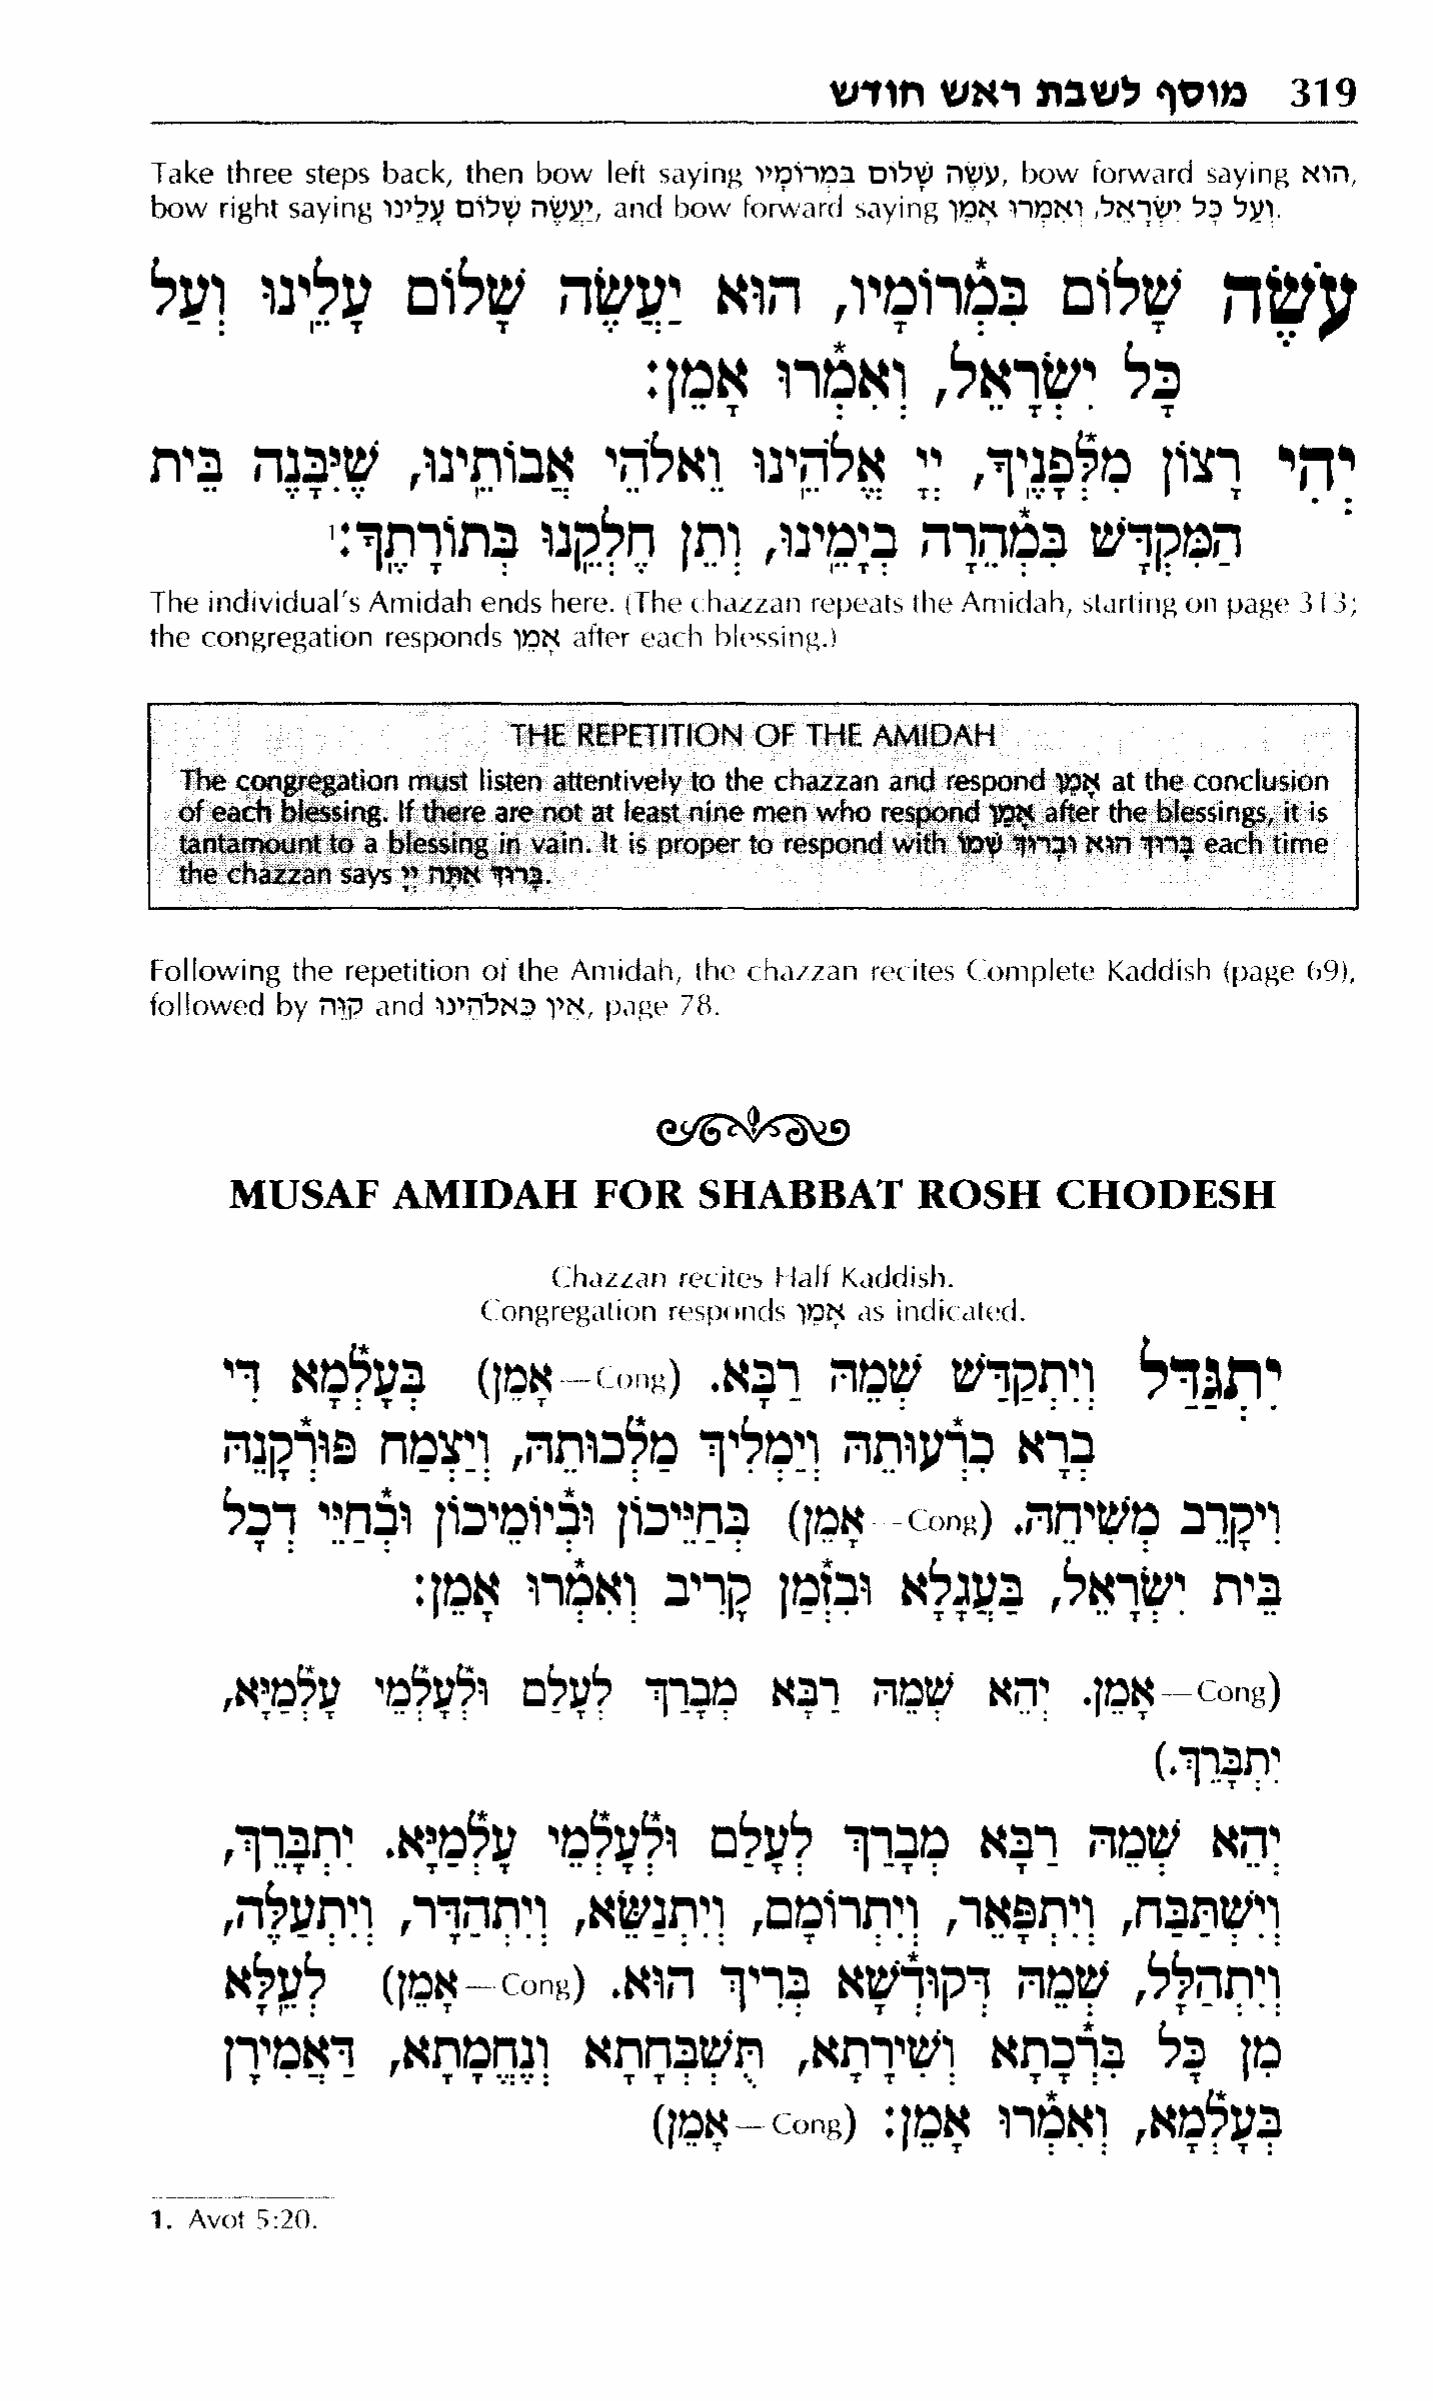 319 מוסף לשבת ראש חודש
Take three steps back, then bow left saying עֹשֶׂה שָׁלוֹם בִּמְרוֹמָיו, bow forward saying הוּא,
bow right saying יַעֲשֶׂה שָׁלוֹם עָלֵינוּ, and bow forward saying וְעַל כָּל יִשְׂרָאֵל, וְאִמְרוּ אָמֵן.
עֹשֶׂה שָׁלוֹם בִּמְ*רוֹמָיו, הוּא יַעֲשֶׂה שָׁלוֹם עָלֵינוּ וְעַל
כָּל יִשְׂרָאֵל, וְאִמְ*רוּ אָמֵן:
יְהִי רָצוֹן מִלְּ*פָנֶיךָ, יְיָ אֱלֹהֵינוּ וֵאלֹהֵי אֲבוֹתֵינוּ, שֶׁיִּבָּנֶה בֵּית
הַמִּקְדָּשׁ בִּמְ*הֵרָה בְיָמֵינוּ, וְתֵן חֶלְקֵנוּ בְּתוֹרָתֶךָ:¹
The individual's Amidah ends here. (The chazzan repeats the Amidah, starting on page 313;
the congregation responds אָמֵן after each blessing.)
THE REPETITION OF THE AMIDAH
The congregation must listen attentively to the chazzan and respond אָמֵן at the conclusion
of each blessing. If there are not at least nine men who respond אָמֵן after the blessings, it is
tantamount to a blessing in vain. It is proper to respond with בָּרוּךְ הוּא וּבָרוּךְ שְׁמוֹ each time
the chazzan says בָּרוּךְ אַתָּה יְיָ.
Following the repetition of the Amidah, the chazzan recites Complete Kaddish (page 69),
followed by קַוֵּה and אֵין כֵּאלֹהֵינוּ, page 78.
MUSAF AMIDAH FOR SHABBAT ROSH CHODESH
Chazzan recites Half Kaddish.
Congregation responds אָמֵן as indicated.
יִתְגַּדַּל וְיִתְקַדַּשׁ שְׁמֵהּ רַבָּא. (Cong—אָמֵן) בְּעָלְ*מָא דִּי
בְרָא כִרְ*עוּתֵהּ וְיַמְלִיךְ מַלְ*כוּתֵהּ, וְיַצְמַח פּוּרְ*קָנֵהּ
וִיקָרֵב מְשִׁיחֵהּ. (Cong—אָמֵן) בְּחַיֵּיכוֹן וּבְ*יוֹמֵיכוֹן וּבְ*חַיֵּי דְכָל
בֵּית יִשְׂרָאֵל, בַּעֲגָלָא וּבִזְ*מַן קָרִיב וְאִמְ*רוּ אָמֵן:
(Cong—אָמֵן. יְהֵא שְׁמֵהּ רַבָּא מְבָרַךְ לְעָלַם וּלְ*עָלְ*מֵי עָלְ*מַיָּא,
יִתְבָּרֵךְ.)
יְהֵא שְׁמֵהּ רַבָּא מְבָרַךְ לְעָלַם וּלְ*עָלְ*מֵי עָלְ*מַיָּא. יִתְבָּרֵךְ,
וְיִשְׁתַּבַּח, וְיִתְפָּאֵר, וְיִתְרוֹמָם, וְיִתְנַשֵּׂא, וְיִתְהַדָּר, וְיִתְעַלֶּה,
וְיִתְהַלָּל, שְׁמֵהּ דְּקוּדְ*שָׁא בְּרִיךְ הוּא. (Cong—אָמֵן) לְעֵלָּא
מִן כָּל בִּרְ*כָתָא וְשִׁירָתָא, תֻּשְׁבְּחָתָא וְנֶחֱמָתָא, דַּאֲמִירָן
בְּעָלְ*מָא, וְאִמְ*רוּ אָמֵן: (Cong—אָמֵן)
1. Avot 5:20.